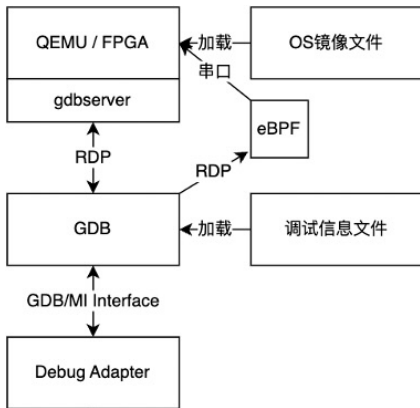 QEMU / FPGA
加载
OS镜像文件
串口
gdbserver
eBPF
RDP
RDP
GDB
加载
调试信息文件
GDB/MI Interface
Debug Adapter